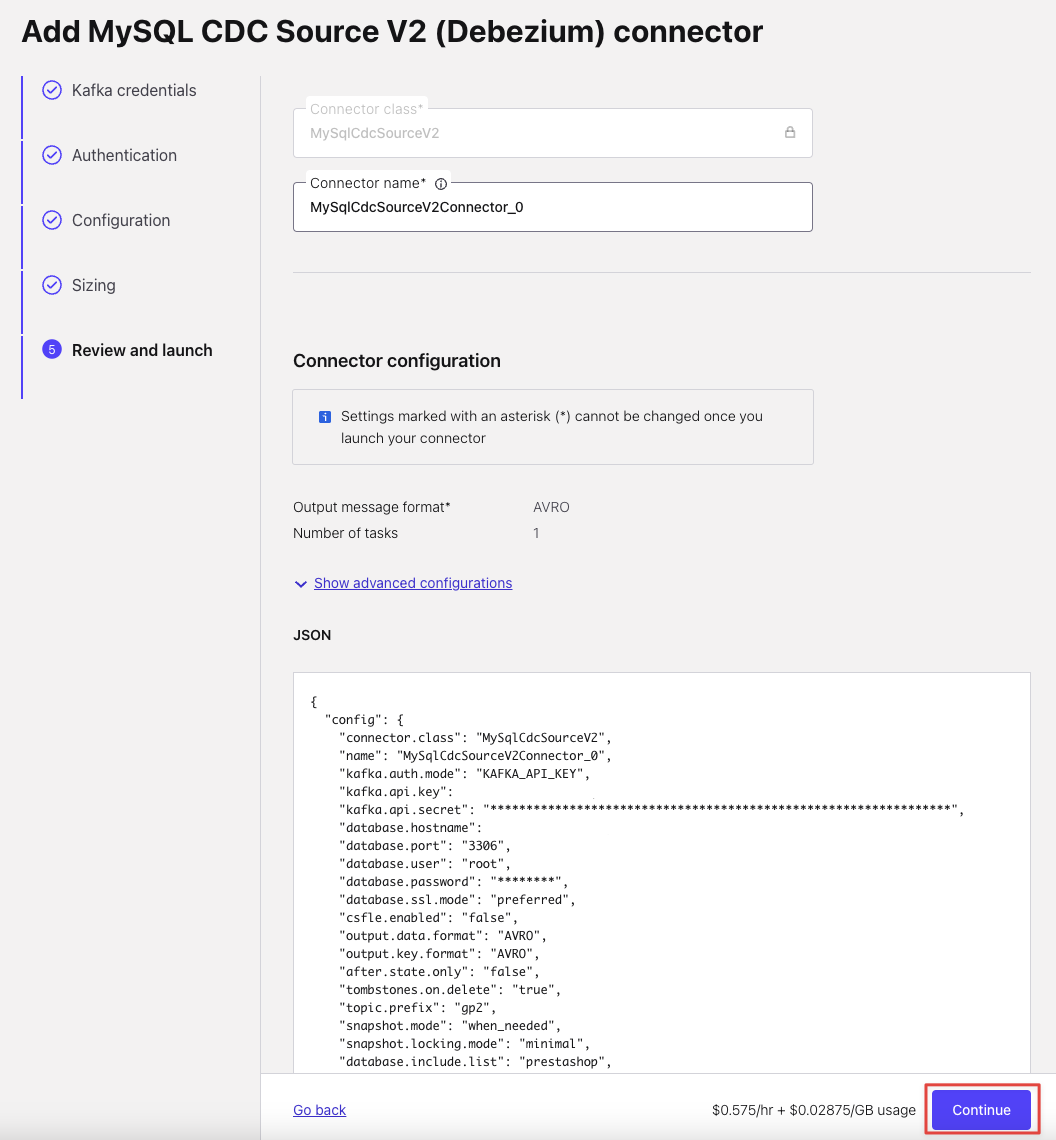 Add MySQL CDC Source V2 (Debezium) connector
Kafka credentials
Authentication
Configuration
Sizing
5 Review and launch
Connector class*
MySqlCdcSourceV2
Connector name*
MySqlCdcSourceV2Connector_0
Connector configuration
Settings marked with an asterisk (*) cannot be changed once you
launch your connector
Output message format* AVRO
Number of tasks 1
Show advanced configurations
JSON
{
"config": {
"connector.class": "MySqlCdcSourceV2",
"name": "MySqlCdcSourceV2Connector_0",
"kafka.auth.mode": "KAFKA_API_KEY",
"kafka.api.key":
"kafka.api.secret": "****************************************************************",
"database.hostname":
"database.port": "3306",
"database.user": "root",
"database.password": "********",
"database.ssl.mode": "preferred",
"csfle.enabled": "false",
"output.data.format": "AVRO",
"output.key.format": "AVRO",
"after.state.only": "false",
"tombstones.on.delete": "true",
"topic.prefix": "gp2",
"snapshot.mode": "when_needed",
"snapshot.locking.mode": "minimal",
"database.include.list": "prestashop",
Go back
$0.575/hr + $0.02875/GB usage
Continue